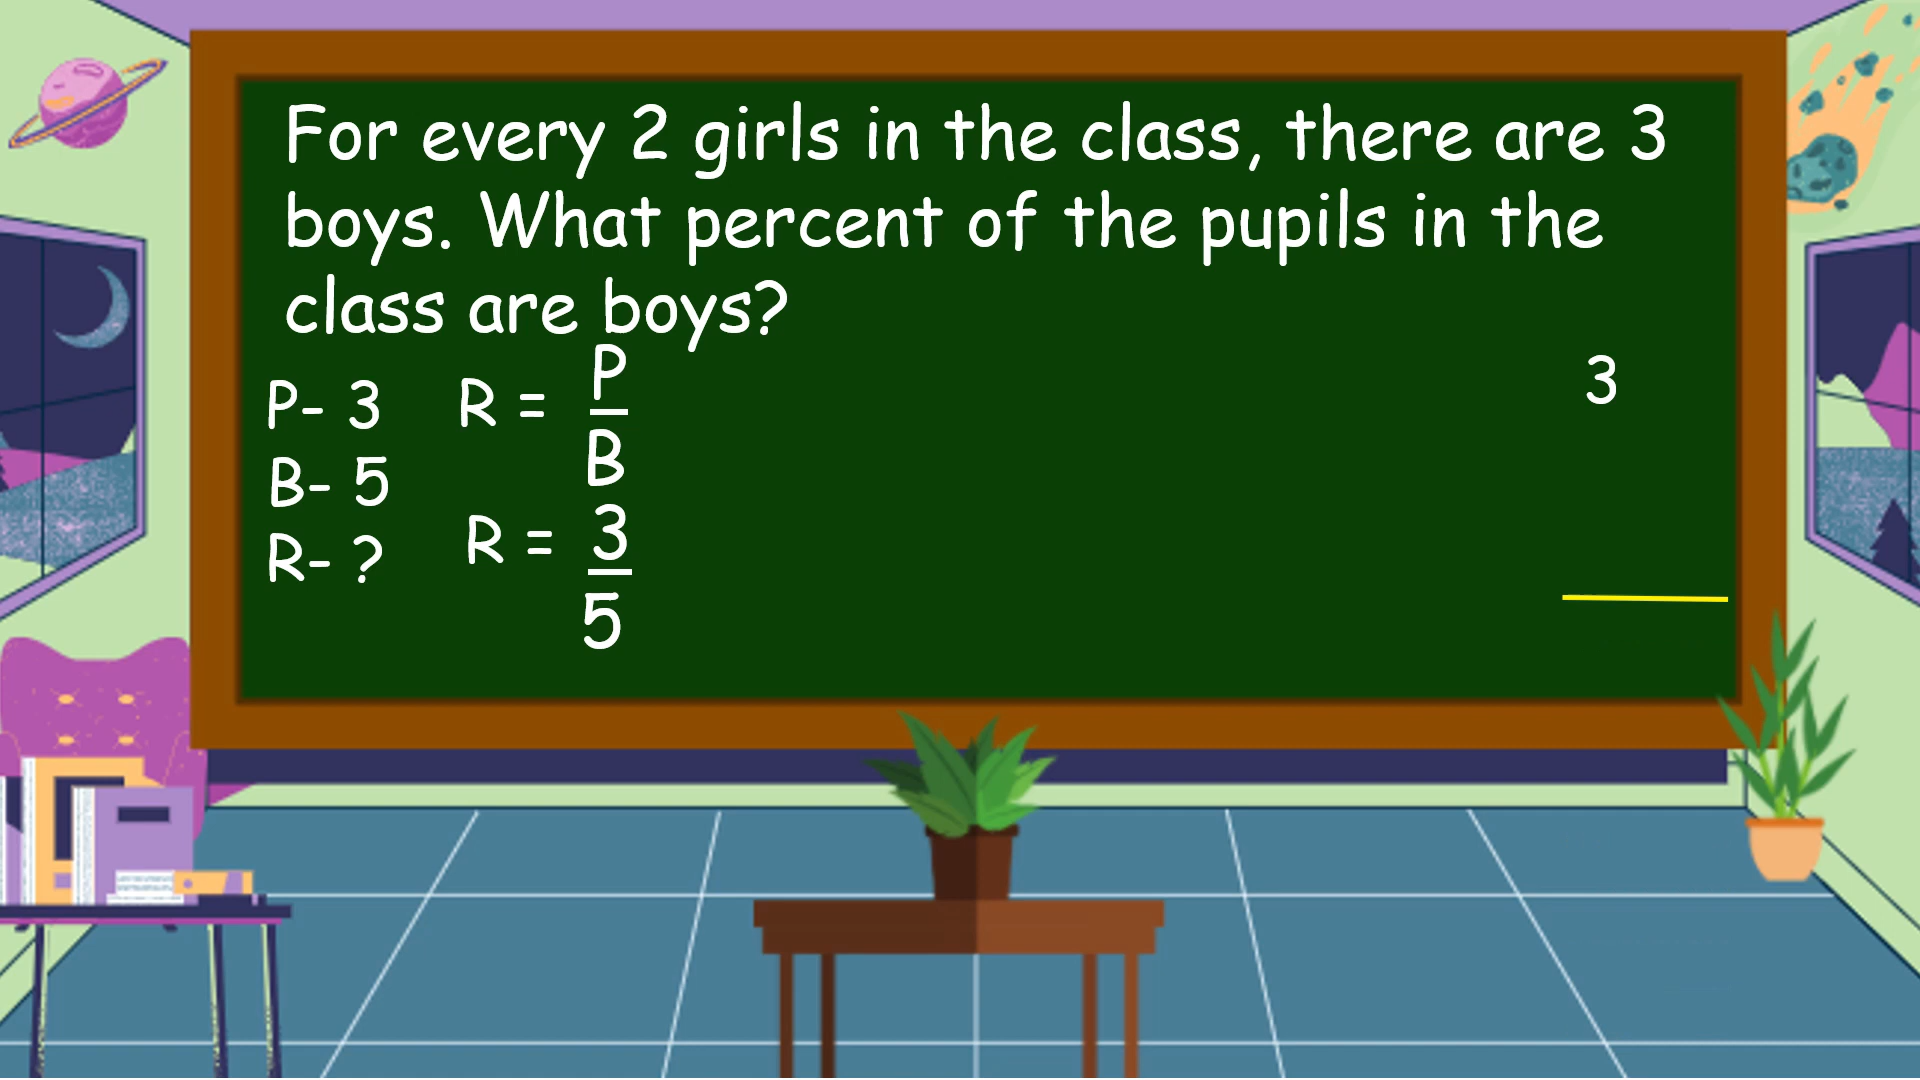 For every 2 girls in the class, there are 3
boys. What percent of the pupils in the
class are boys?
P- 3
B- 5
R- ?
R = P
B
R = 3
5
3